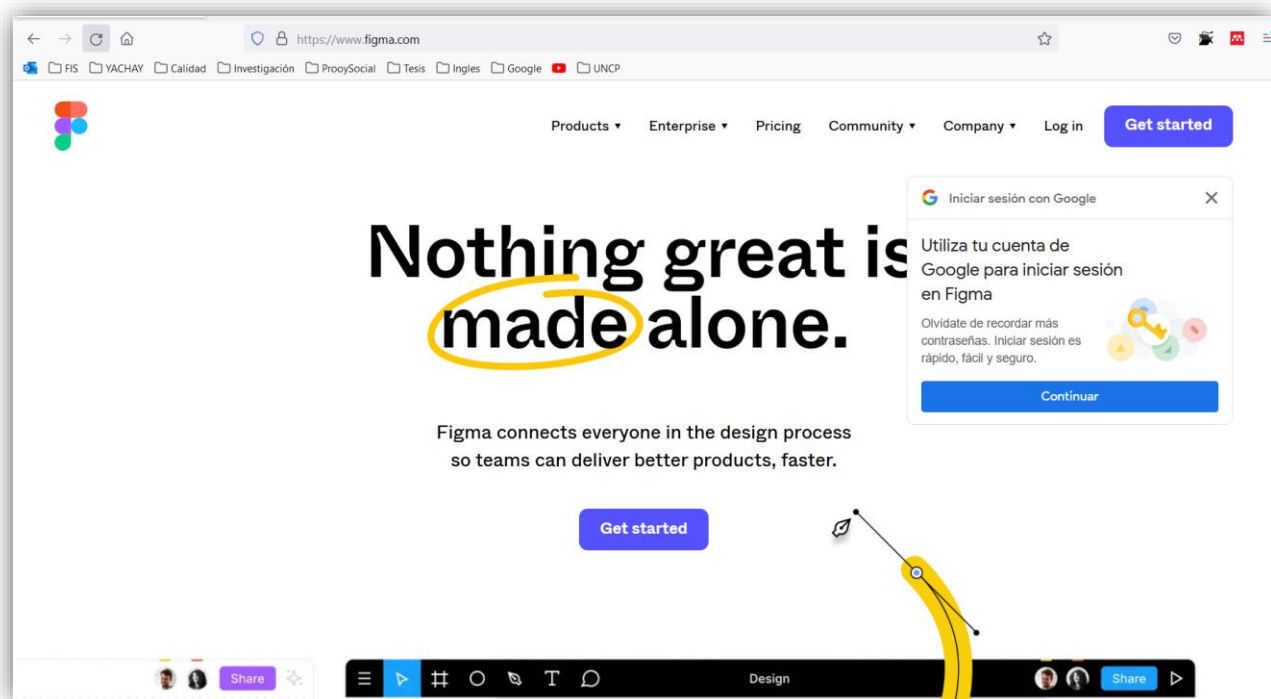 https://www.figma.com
FIS YACHAY Calidad Investigación ProoySocial Tesis Ingles Google UNCP
Products Enterprise Pricing Community Company Log in Get started
Iniciar sesión con Google
Utiliza tu cuenta de
Google para iniciar sesión
en Figma
Olvídate de recordar más
contraseñas. Iniciar sesión es
rápido, fácil y seguro.
Continuar
Nothing great is
made alone.
Figma connects everyone in the design process
so teams can deliver better products, faster.
Get started
Share
Design
Share